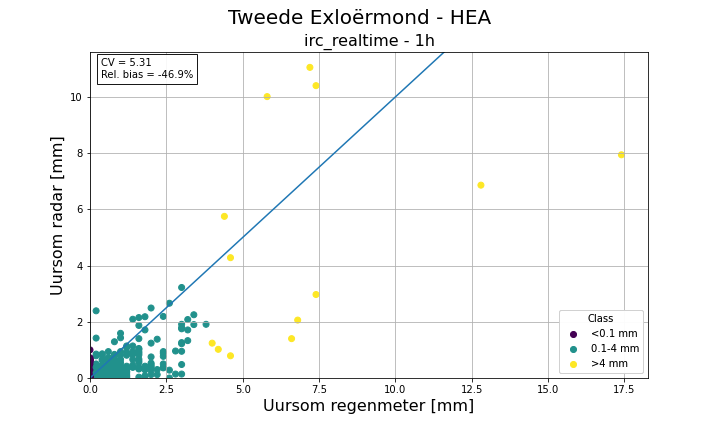 Tweede Exloërmond - HEA
irc_realtime - 1h
CV = 5.31
Rel. bias = -46.9%
Uursom radar [mm]
10
8
6
4
2
0
0.0 2.5 5.0 7.5 10.0 12.5 15.0 17.5
Uursom regenmeter [mm]
Class
<0.1 mm
0.1-4 mm
>4 mm